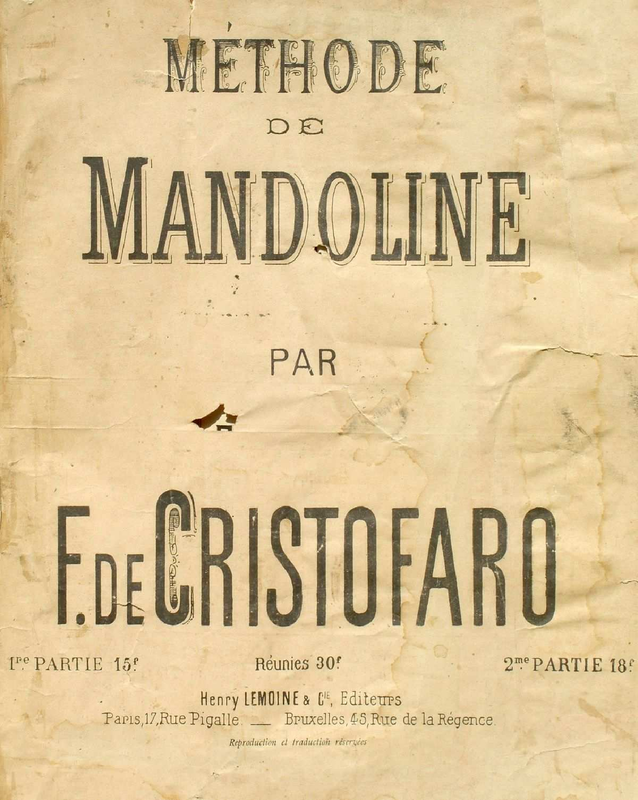 MÉTHODE
DE
MANDOLINE
PAR
F. DE CRISTOFARO
1re PARTIE 15f Réunies 30f 2me PARTIE 18f
Henry LEMOINE & Cie, Editeurs
Paris, 17, Rue Pigalle. — Bruxelles, 45, Rue de la Régence.
Reproduction et traduction réservées